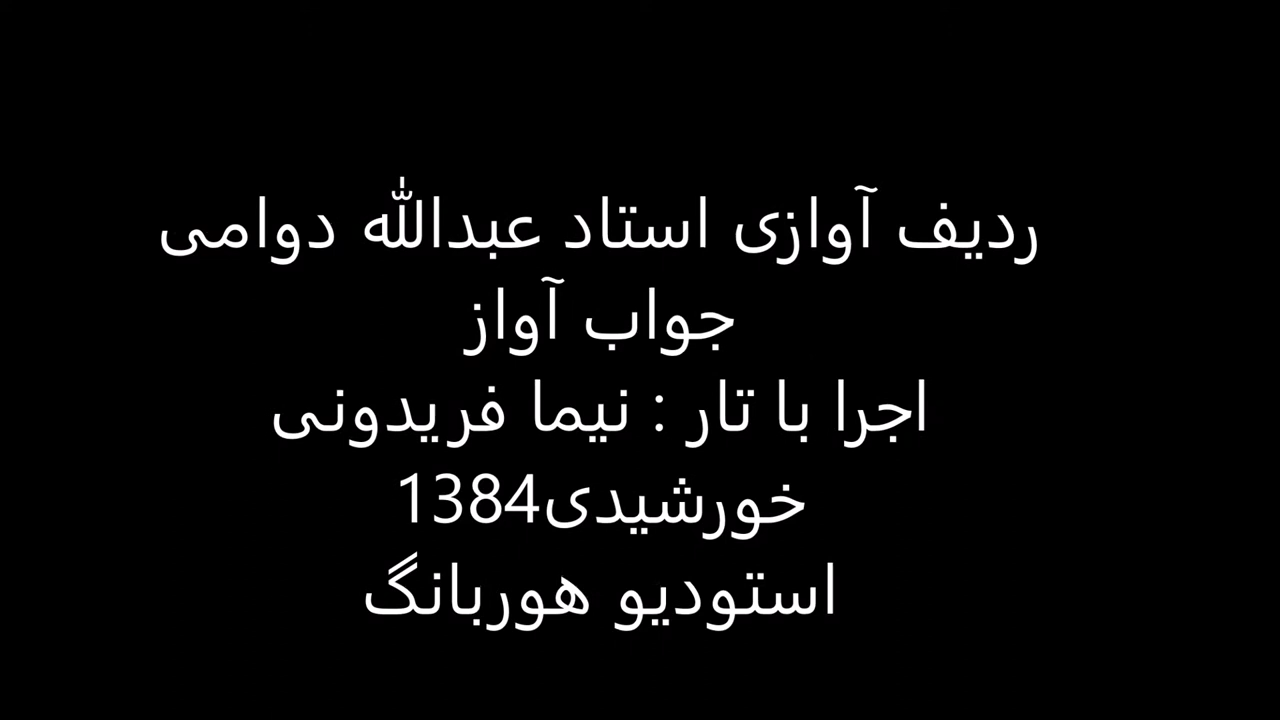 ردیف آوازی استاد عبدالله دوامی
جواب آواز
اجرا با تار : نیما فریدونی
خورشیدی1384
استودیو هوربانگ